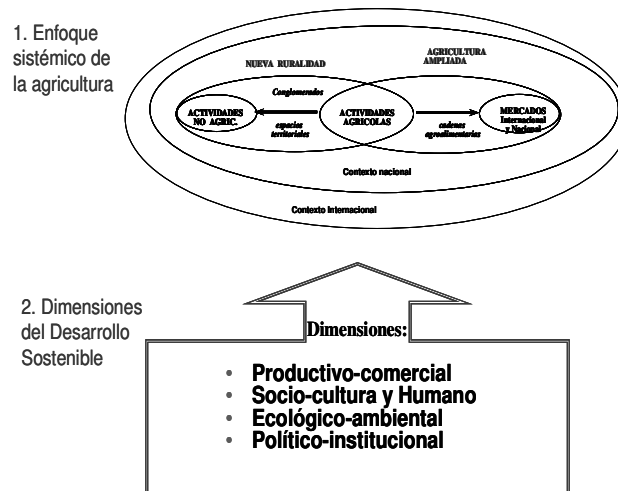 1. Enfoque
sistémico de
la agricultura
NUEVA RURALIDAD
AGRICULTURA
AMPLIADA
Conglomerados
ACTIVIDADES
NO AGRIC.
espacios
territoriales
ACTIVIDADES
AGRICOLAS
cadenas
agroalimentarias
MERCADOS
Internacional
y Nacional
Contexto nacional
Contexto Internacional
2. Dimensiones
del Desarrollo
Sostenible
Dimensiones:
• Productivo-comercial
• Socio-cultura y Humano
• Ecológico-ambiental
• Político-institucional